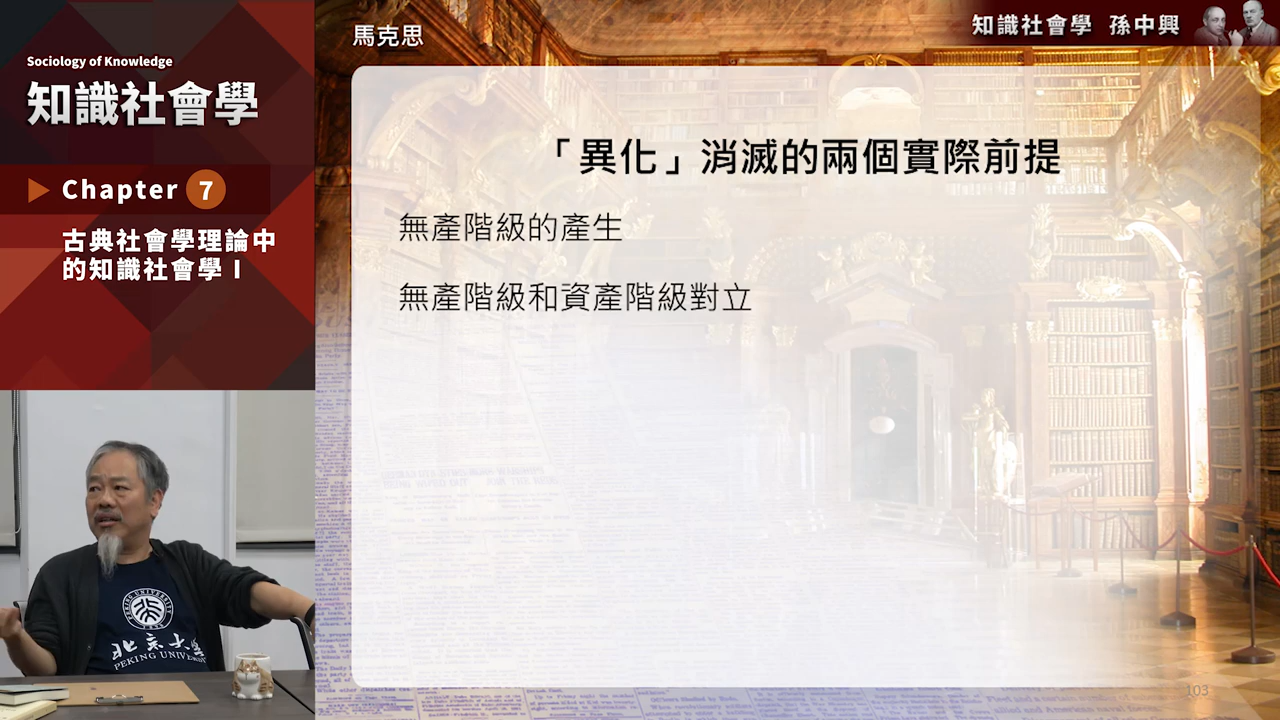 Sociology of Knowledge
知識社會學
Chapter 7
古典社會學理論中
的知識社會學 I
馬克思
知識社會學 孫中興
「異化」消滅的兩個實際前提
無產階級的產生
無產階級和資產階級對立
北京大學
PEKING UNIVERSITY
103